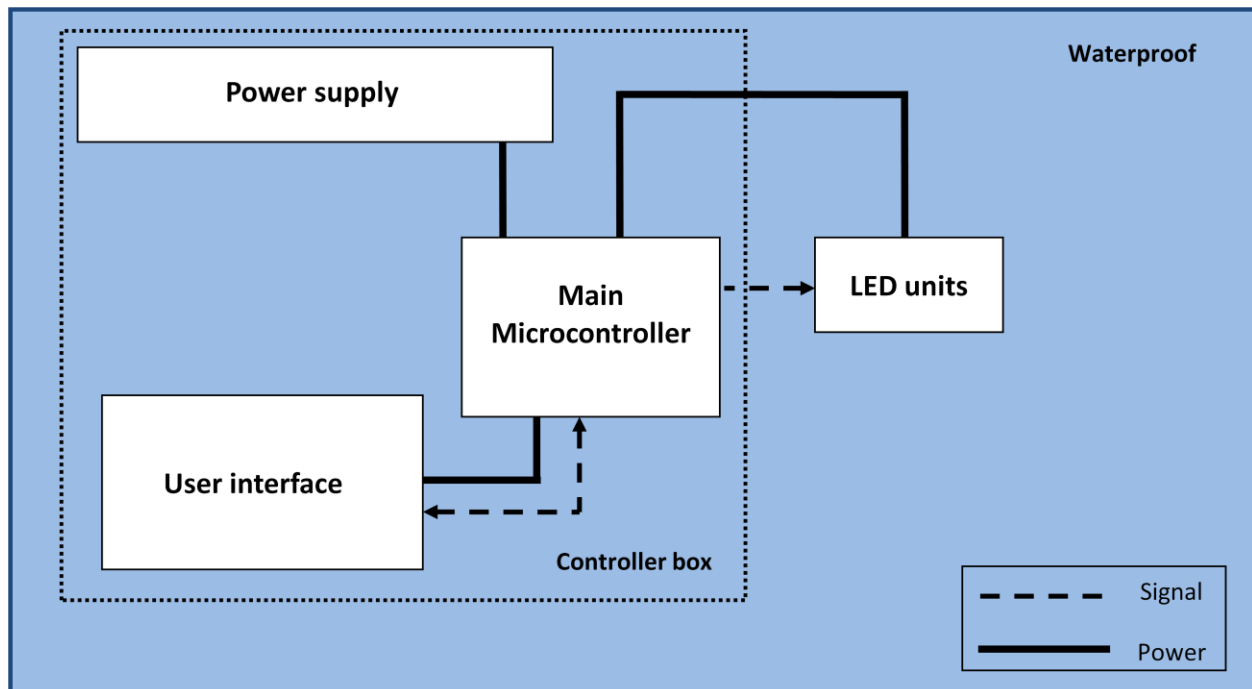 Waterproof
Power supply
Main
Microcontroller
LED units
User interface
Controller box
Signal
Power